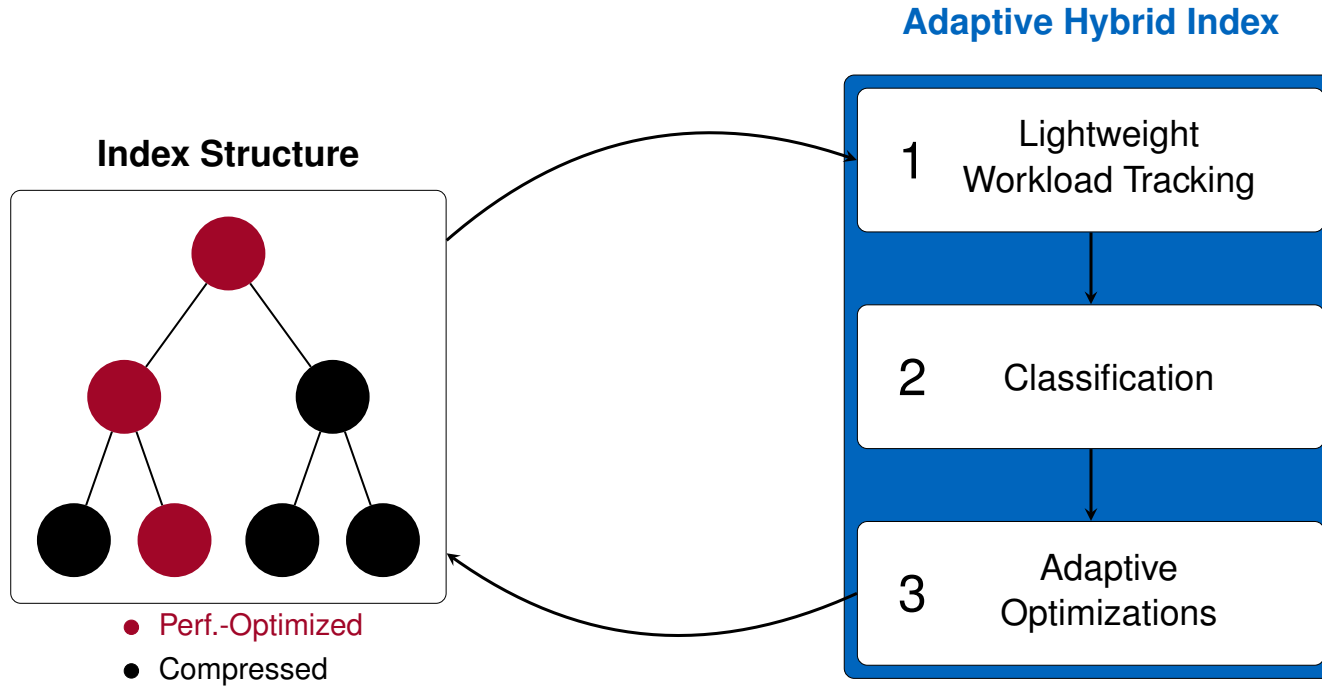 Adaptive Hybrid Index
Index Structure
Perf.-Optimized
Compressed
1
Lightweight
Workload Tracking
2
Classification
3
Adaptive
Optimizations